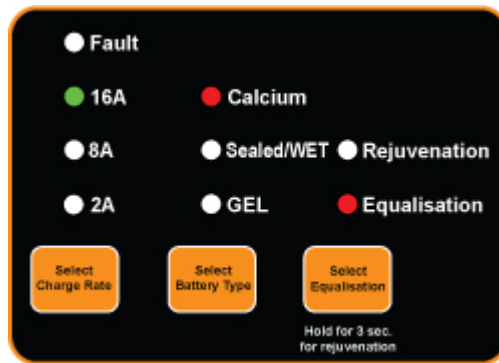 Fault
16A
Calcium
8A
Sealed/WET
Rejuvenation
2A
GEL
Equalisation
Select
Charge Rate
Select
Battery Type
Select
Equalisation
Hold for 3 sec.
for rejuvenation